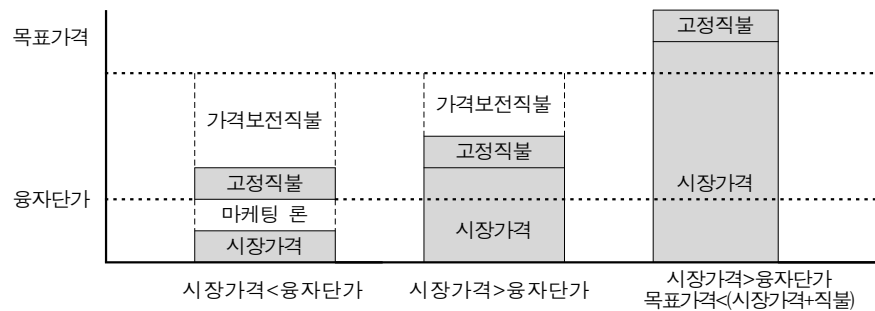 목표가격
고정직불
가격보전직불
가격보전직불
고정직불
고정직불
시장가격
융자단가
마케팅 론
시장가격
시장가격
시장가격<융자단가
시장가격>융자단가
시장가격>융자단가
목표가격<(시장가격+직불)